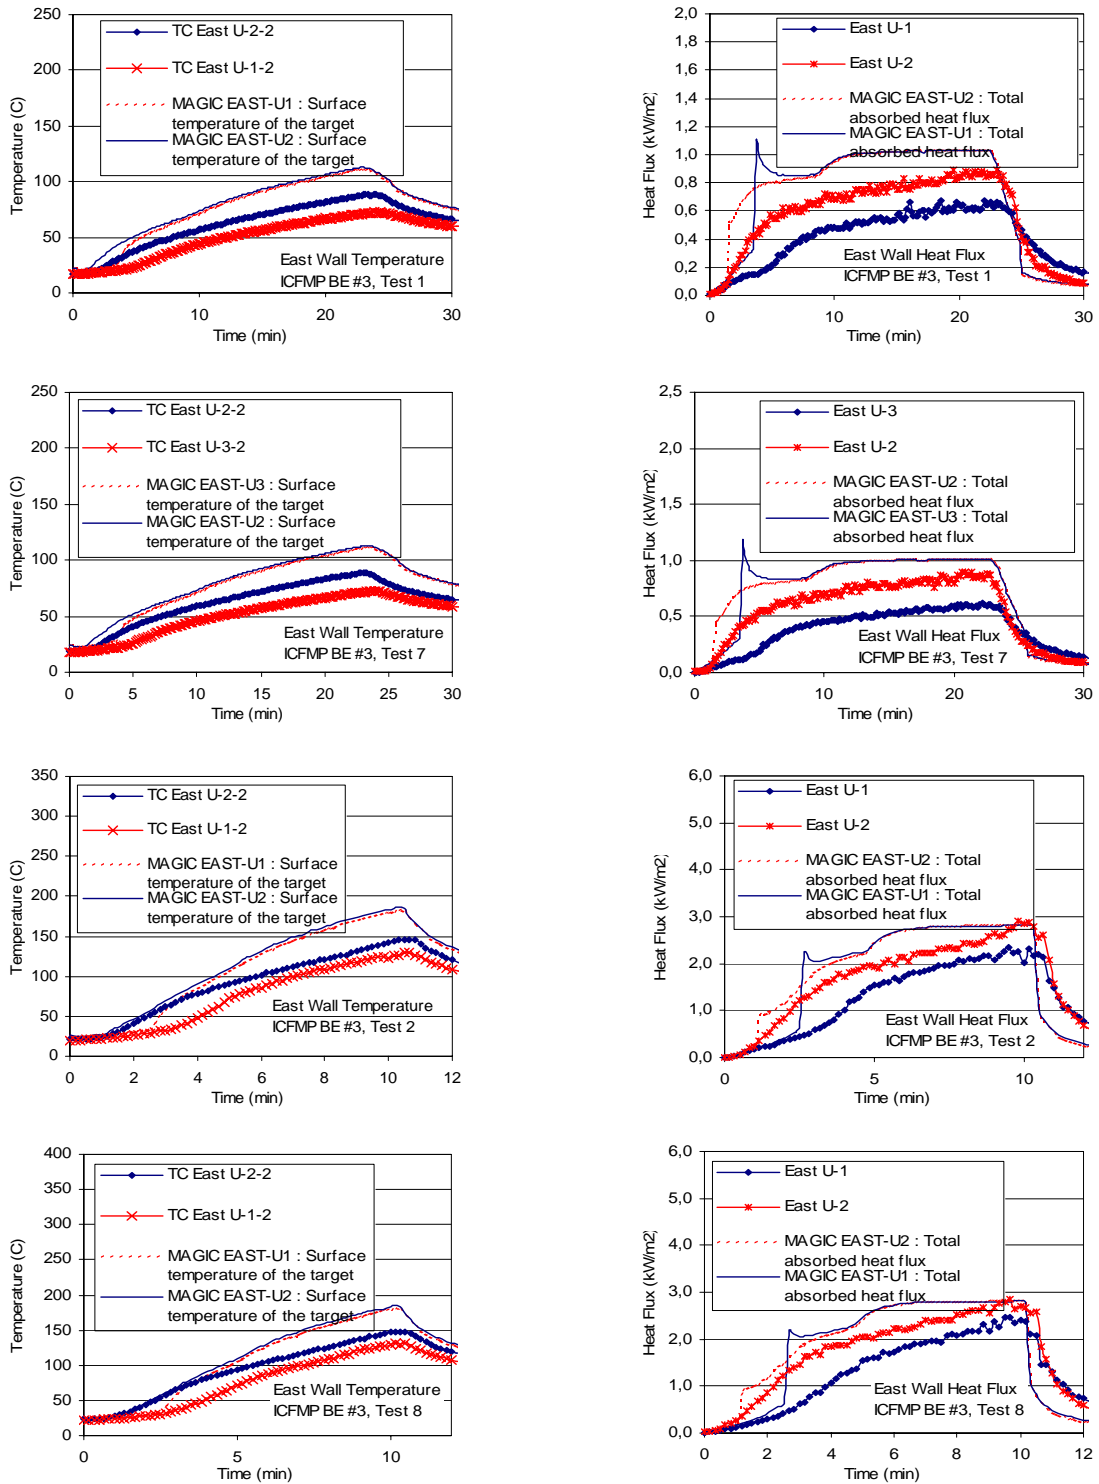 TC East U-2-2
TC East U-1-2
MAGIC EAST-U1 : Surface
temperature of the target
MAGIC EAST-U2 : Surface
temperature of the target
Temperature (C)
250
200
150
100
50
0
East Wall Temperature
ICFMP BE #3, Test 1
0 10 20 30
Time (min)
East U-1
East U-2
MAGIC EAST-U2 : Total
absorbed heat flux
MAGIC EAST-U1 : Total
absorbed heat flux
Heat Flux (kW/m2)
2,0
1,8
1,6
1,4
1,2
1,0
0,8
0,6
0,4
0,2
0,0
East Wall Heat Flux
ICFMP BE #3, Test 1
0 10 20 30
Time (min)
TC East U-2-2
TC East U-3-2
MAGIC EAST-U3 : Surface
temperature of the target
MAGIC EAST-U2 : Surface
temperature of the target
Temperature (C)
250
200
150
100
50
0
East Wall Temperature
ICFMP BE #3, Test 7
0 5 10 15 20 25 30
Time (min)
East U-3
East U-2
MAGIC EAST-U2 : Total
absorbed heat flux
MAGIC EAST-U3 : Total
absorbed heat flux
Heat Flux (kW/m2)
2,5
2,0
1,5
1,0
0,5
0,0
East Wall Heat Flux
ICFMP BE #3, Test 7
0 10 20 30
Time (min)
TC East U-2-2
TC East U-1-2
MAGIC EAST-U1 : Surface
temperature of the target
MAGIC EAST-U2 : Surface
temperature of the target
Temperature (C)
350
300
250
200
150
100
50
0
East Wall Temperature
ICFMP BE #3, Test 2
0 2 4 6 8 10 12
Time (min)
East U-1
East U-2
MAGIC EAST-U2 : Total
absorbed heat flux
MAGIC EAST-U1 : Total
absorbed heat flux
Heat Flux (kW/m2)
6,0
5,0
4,0
3,0
2,0
1,0
0,0
East Wall Heat Flux
ICFMP BE #3, Test 2
0 5 10
Time (min)
TC East U-2-2
TC East U-1-2
MAGIC EAST-U1 : Surface
temperature of the target
MAGIC EAST-U2 : Surface
temperature of the target
Temperature (C)
400
350
300
250
200
150
100
50
0
East Wall Temperature
ICFMP BE #3, Test 8
0 5 10
Time (min)
East U-1
East U-2
MAGIC EAST-U2 : Total
absorbed heat flux
MAGIC EAST-U1 : Total
absorbed heat flux
Heat Flux (kW/m2)
6,0
5,0
4,0
3,0
2,0
1,0
0,0
East Wall Heat Flux
ICFMP BE #3, Test 8
0 2 4 6 8 10 12
Time (min)